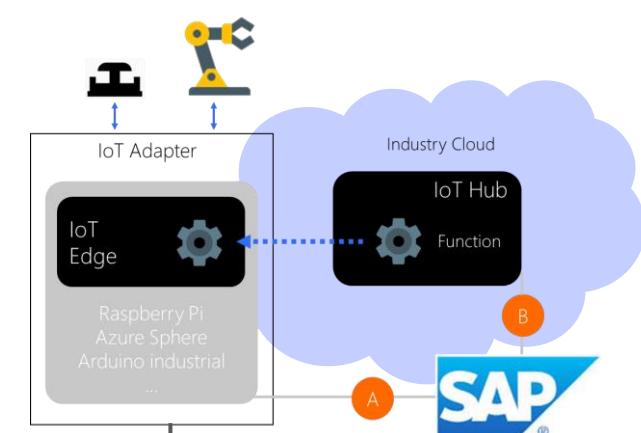 IoT Adapter
Industry Cloud
IoT Hub
IoT
Edge
Function
Raspberry Pi
Azure Sphere
Arduino industrial
...
B
A
SAP
®